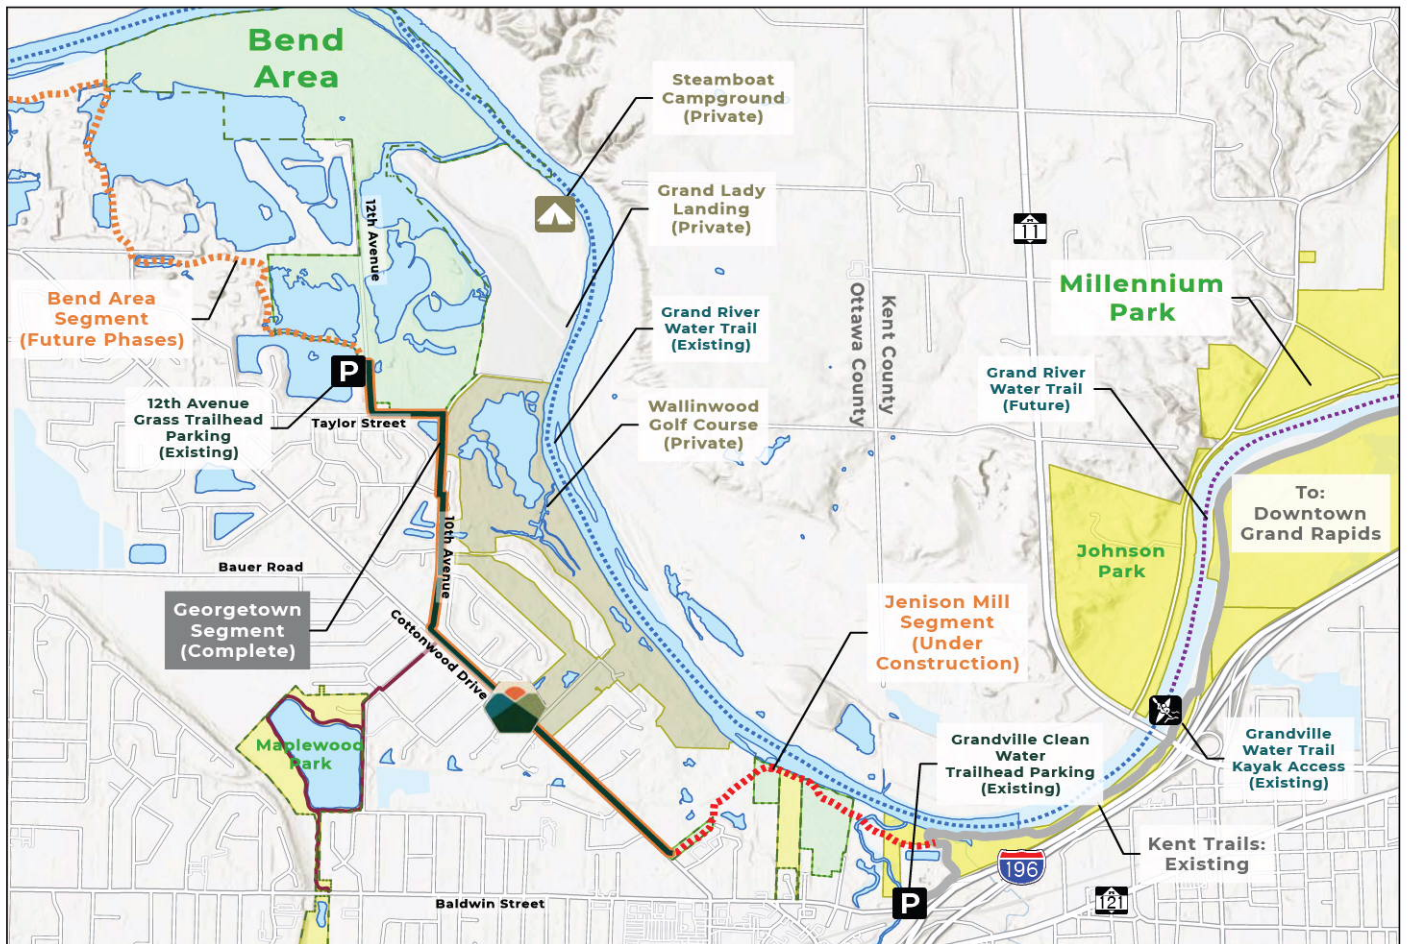 Bend
Area
Steamboat
Campground
(Private)
Grand Lady
Landing
(Private)
12th Avenue
M
11
Millennium
Park
Bend Area
Segment
(Future Phases)
Grand River
Water Trail
(Existing)
Ottawa County
Kent County
Grand River
Water Trail
(Future)
P
12th Avenue
Grass Trailhead
Parking
(Existing)
Taylor Street
Wallinwood
Golf Course
(Private)
To:
Downtown
Grand Rapids
Johnson
Park
10th Avenue
Bauer Road
Georgetown
Segment
(Complete)
Cottonwood Drive
Jenison Mill
Segment
(Under
Construction)
Maplewood
Park
Grandville Clean
Water
Trailhead Parking
(Existing)
Grandville
Water Trail
Kayak Access
(Existing)
Kent Trails:
Existing
196
P
Baldwin Street
M
121